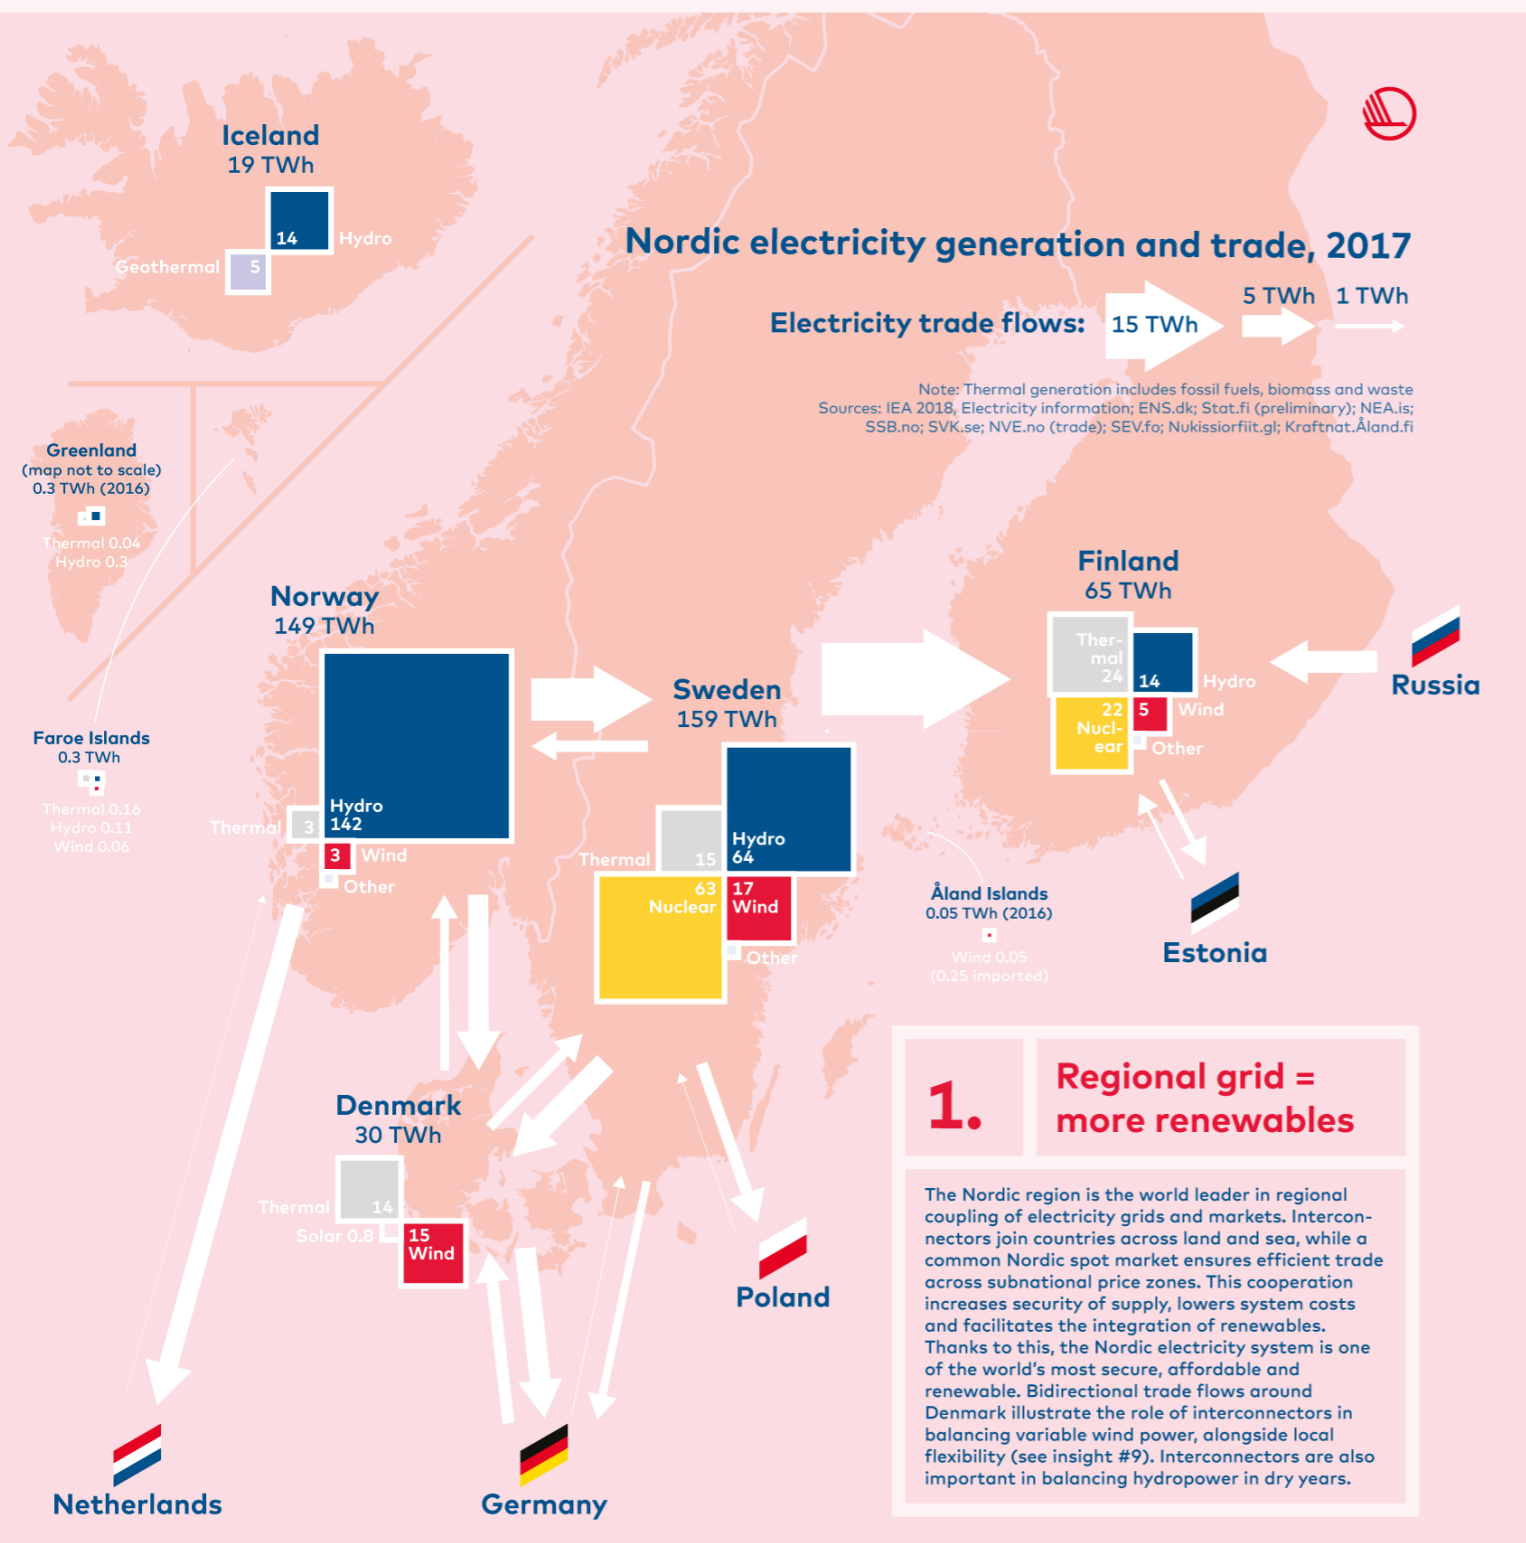 Iceland
19 TWh
14
Hydro
Geothermal
5
Nordic electricity generation and trade, 2017
Electricity trade flows:
15 TWh
5 TWh
1 TWh
Note: Thermal generation includes fossil fuels, biomass and waste
Sources: IEA 2018, Electricity information; ENS.dk; Stat.fi (preliminary); NEA.is;
SSB.no; SVK.se; NVE.no (trade); SEV.fo; Nukissiorfiit.gl; Kraftnat.Åland.fi
Greenland
(map not to scale)
0.3 TWh (2016)
Thermal 0.04
Hydro 0.3
Norway
149 TWh
Hydro
142
Thermal
3
3
Wind
Other
Faroe Islands
0.3 TWh
Thermal 0.16
Hydro 0.11
Wind 0.06
Sweden
159 TWh
Hydro
64
Thermal
15
63
Nuclear
17
Wind
Other
Finland
65 TWh
Ther-
mal
24
14
Hydro
22
Nucl-
ear
5
Wind
Other
Russia
Åland Islands
0.05 TWh (2016)
Wind 0.05
(0.25 imported)
Estonia
Denmark
30 TWh
Thermal
14
Solar 0.8
15
Wind
Poland
Netherlands
Germany
1.
Regional grid =
more renewables
The Nordic region is the world leader in regional
coupling of electricity grids and markets. Intercon-
nectors join countries across land and sea, while a
common Nordic spot market ensures efficient trade
across subnational price zones. This cooperation
increases security of supply, lowers system costs
and facilitates the integration of renewables.
Thanks to this, the Nordic electricity system is one
of the world's most secure, affordable and
renewable. Bidirectional trade flows around
Denmark illustrate the role of interconnectors in
balancing variable wind power, alongside local
flexibility (see insight #9). Interconnectors are also
important in balancing hydropower in dry years.